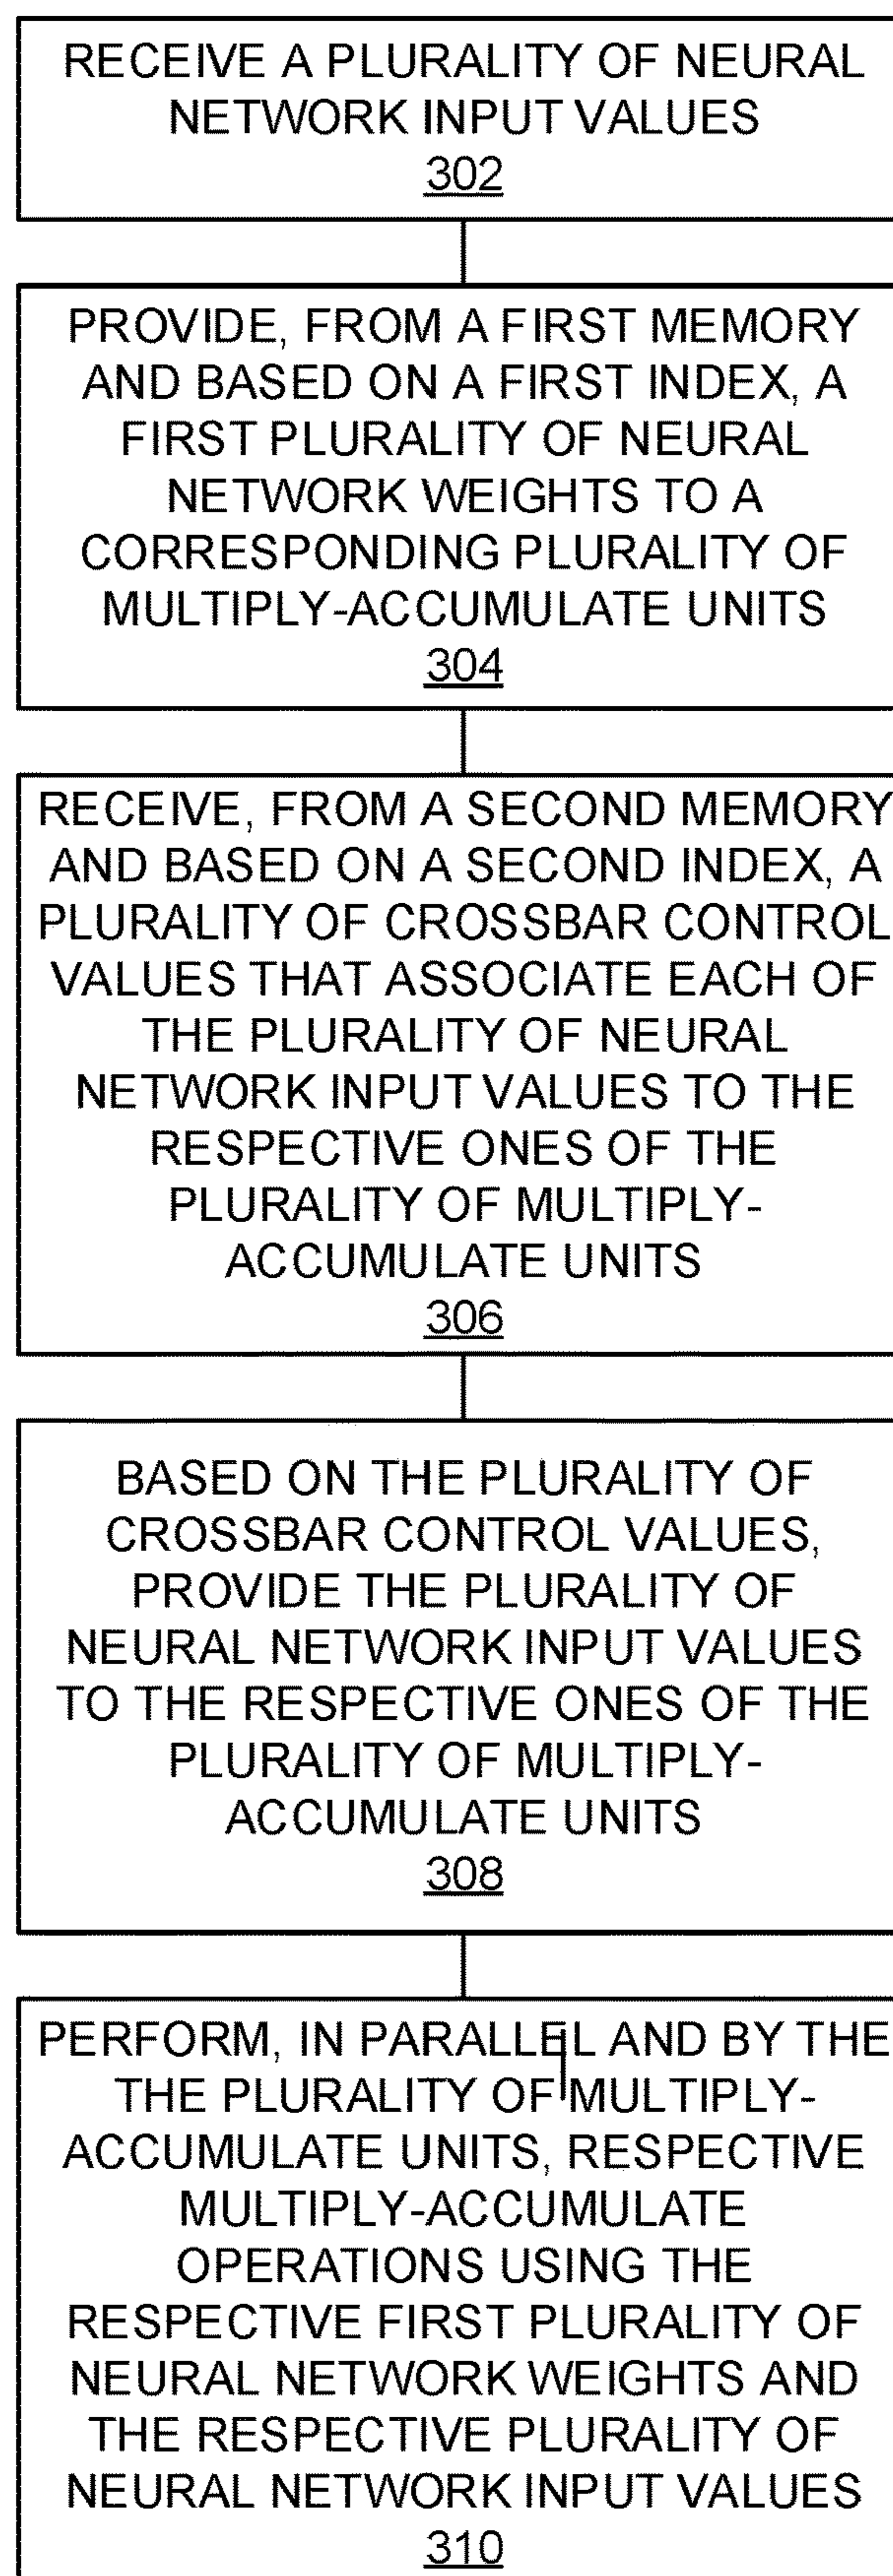 RECEIVE A PLURALITY OF NEURAL
NETWORK INPUT VALUES
302
PROVIDE, FROM A FIRST MEMORY
AND BASED ON A FIRST INDEX, A
FIRST PLURALITY OF NEURAL
NETWORK WEIGHTS TO A
CORRESPONDING PLURALITY OF
MULTIPLY-ACCUMULATE UNITS
304
RECEIVE, FROM A SECOND MEMORY
AND BASED ON A SECOND INDEX, A
PLURALITY OF CROSSBAR CONTROL
VALUES THAT ASSOCIATE EACH OF
THE PLURALITY OF NEURAL
NETWORK INPUT VALUES TO THE
RESPECTIVE ONES OF THE
PLURALITY OF MULTIPLY-
ACCUMULATE UNITS
306
BASED ON THE PLURALITY OF
CROSSBAR CONTROL VALUES,
PROVIDE THE PLURALITY OF
NEURAL NETWORK INPUT VALUES
TO THE RESPECTIVE ONES OF THE
PLURALITY OF MULTIPLY-
ACCUMULATE UNITS
308
PERFORM, IN PARALLEL AND BY THE
THE PLURALITY OF MULTIPLY-
ACCUMULATE UNITS, RESPECTIVE
MULTIPLY-ACCUMULATE
OPERATIONS USING THE
RESPECTIVE FIRST PLURALITY OF
NEURAL NETWORK WEIGHTS AND
THE RESPECTIVE PLURALITY OF
NEURAL NETWORK INPUT VALUES
310